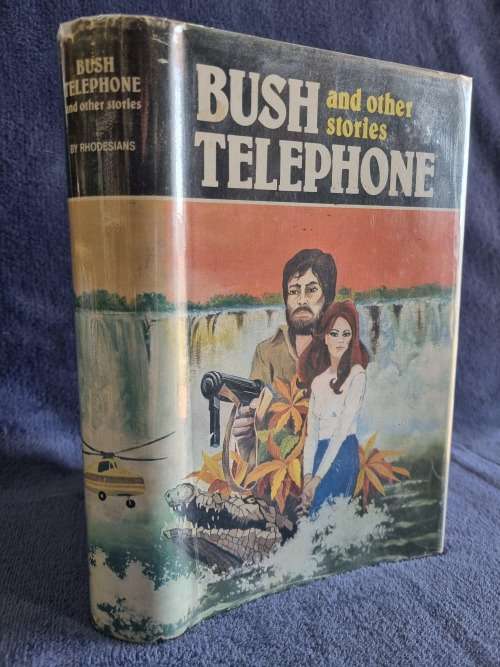 BUSH
TELEPHONE
and other stories
BY RHODESIANS
BUSH and other
stories
TELEPHONE